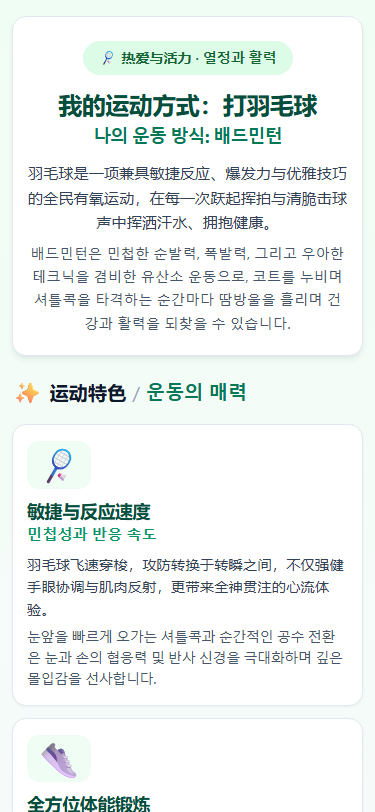 热爱与活力 · 열정과 활력
我的运动方式：打羽毛球
나의 운동 방식: 배드민턴
羽毛球是一项兼具敏捷反应、爆发力与优雅技巧
的全民有氧运动，在每一次跃起挥拍与清脆击球
声中挥洒汗水、拥抱健康。
배드민턴은 민첩한 순발력, 폭발력, 그리고 우아한
테크닉을 겸비한 유산소 운동으로, 코트를 누비며
셔틀콕을 타격하는 순간마다 땀방울을 흘리며 건
강과 활력을 되찾을 수 있습니다.
运动特色 / 운동의 매력
敏捷与反应速度
민첩성과 반응 속도
羽毛球飞速穿梭，攻防转换于转瞬之间，不仅强健
手眼协调与肌肉反射，更带来全神贯注的心流体
验。
눈앞을 빠르게 오가는 셔틀콕과 순간적인 공수 전환
은 눈과 손의 협응력 및 반사 신경을 극대화하며 깊은
몰입감을 선사합니다.
全方位体能锻炼